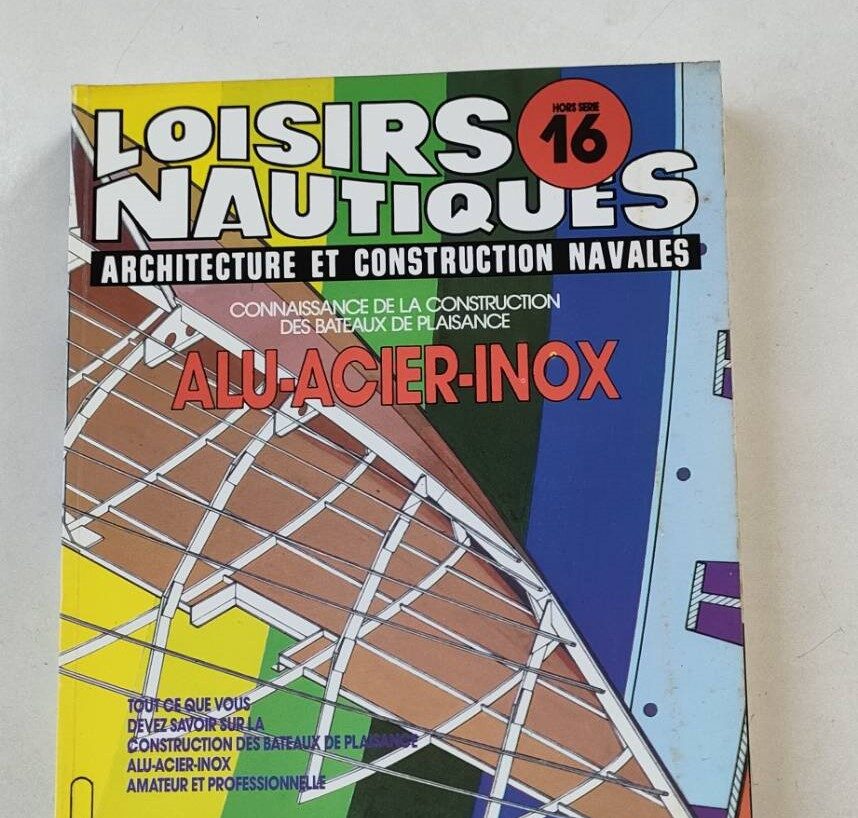 LOISIRS
HORS SERIE
16
NAUTIQUES
ARCHITECTURE ET CONSTRUCTION NAVALES
CONNAISSANCE DE LA CONSTRUCTION
DES BATEAUX DE PLAISANCE
ALU-ACIER-INOX
TOUT CE QUE VOUS
DEVEZ SAVOIR SUR LA
CONSTRUCTION DES BATEAUX DE PLAISANCE
ALU-ACIER-INOX
AMATEUR ET PROFESSIONNELLE